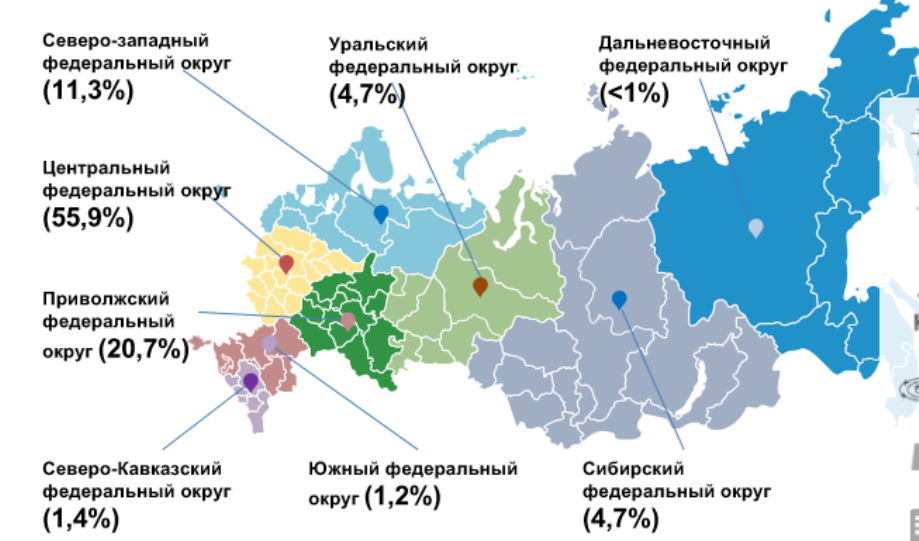 Северо-западный
федеральный округ
(11,3%)
Уральский
федеральный округ
(4,7%)
Дальневосточный
федеральный округ
(<1%)
Центральный
федеральный округ
(55,9%)
Приволжский
федеральный
округ (20,7%)
Северо-Кавказский
федеральный округ
(1,4%)
Южный федеральный
округ (1,2%)
Сибирский
федеральный округ
(4,7%)